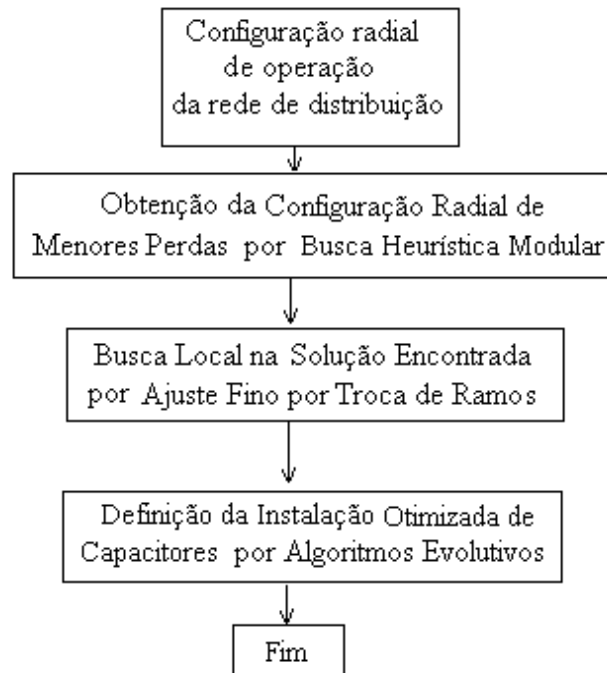 Configuração radial
de operação
da rede de distribuição
Obtenção da Configuração Radial de
Menores Perdas por Busca Heurística Modular
Busca Local na Solução Encontrada
por Ajuste Fino por Troca de Ramos
Definição da Instalação Otimizada de
Capacitores por Algoritmos Evolutivos
Fim